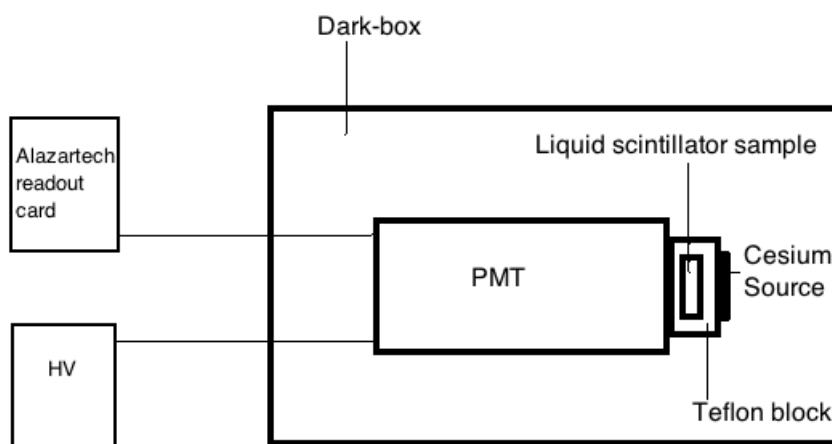 Dark-box
Alazartech
readout
card
Liquid scintillator sample
PMT
Cesium
Source
HV
Teflon block